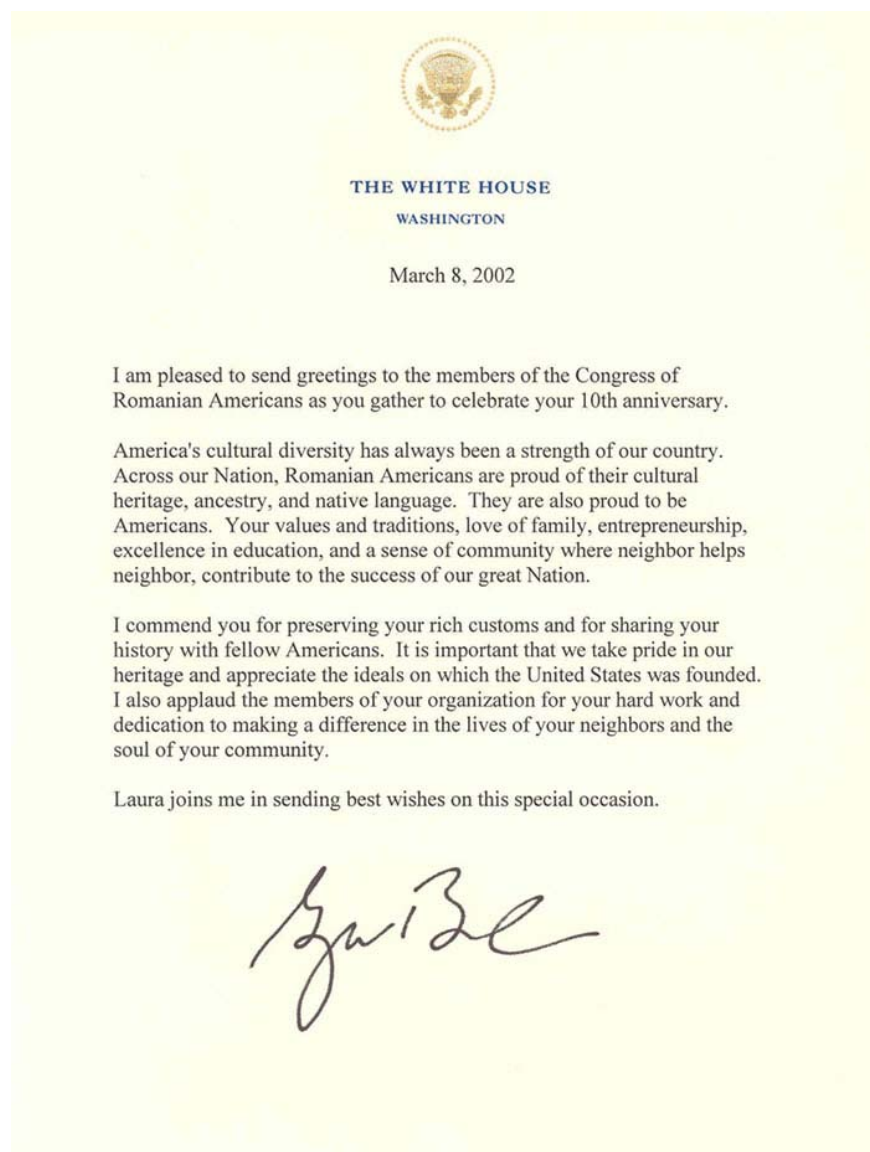 THE WHITE HOUSE
WASHINGTON
March 8, 2002
I am pleased to send greetings to the members of the Congress of
Romanian Americans as you gather to celebrate your 10th anniversary.
America's cultural diversity has always been a strength of our country.
Across our Nation, Romanian Americans are proud of their cultural
heritage, ancestry, and native language.  They are also proud to be
Americans.  Your values and traditions, love of family, entrepreneurship,
excellence in education, and a sense of community where neighbor helps
neighbor, contribute to the success of our great Nation.
I commend you for preserving your rich customs and for sharing your
history with fellow Americans.  It is important that we take pride in our
heritage and appreciate the ideals on which the United States was founded.
I also applaud the members of your organization for your hard work and
dedication to making a difference in the lives of your neighbors and the
soul of your community.
Laura joins me in sending best wishes on this special occasion.